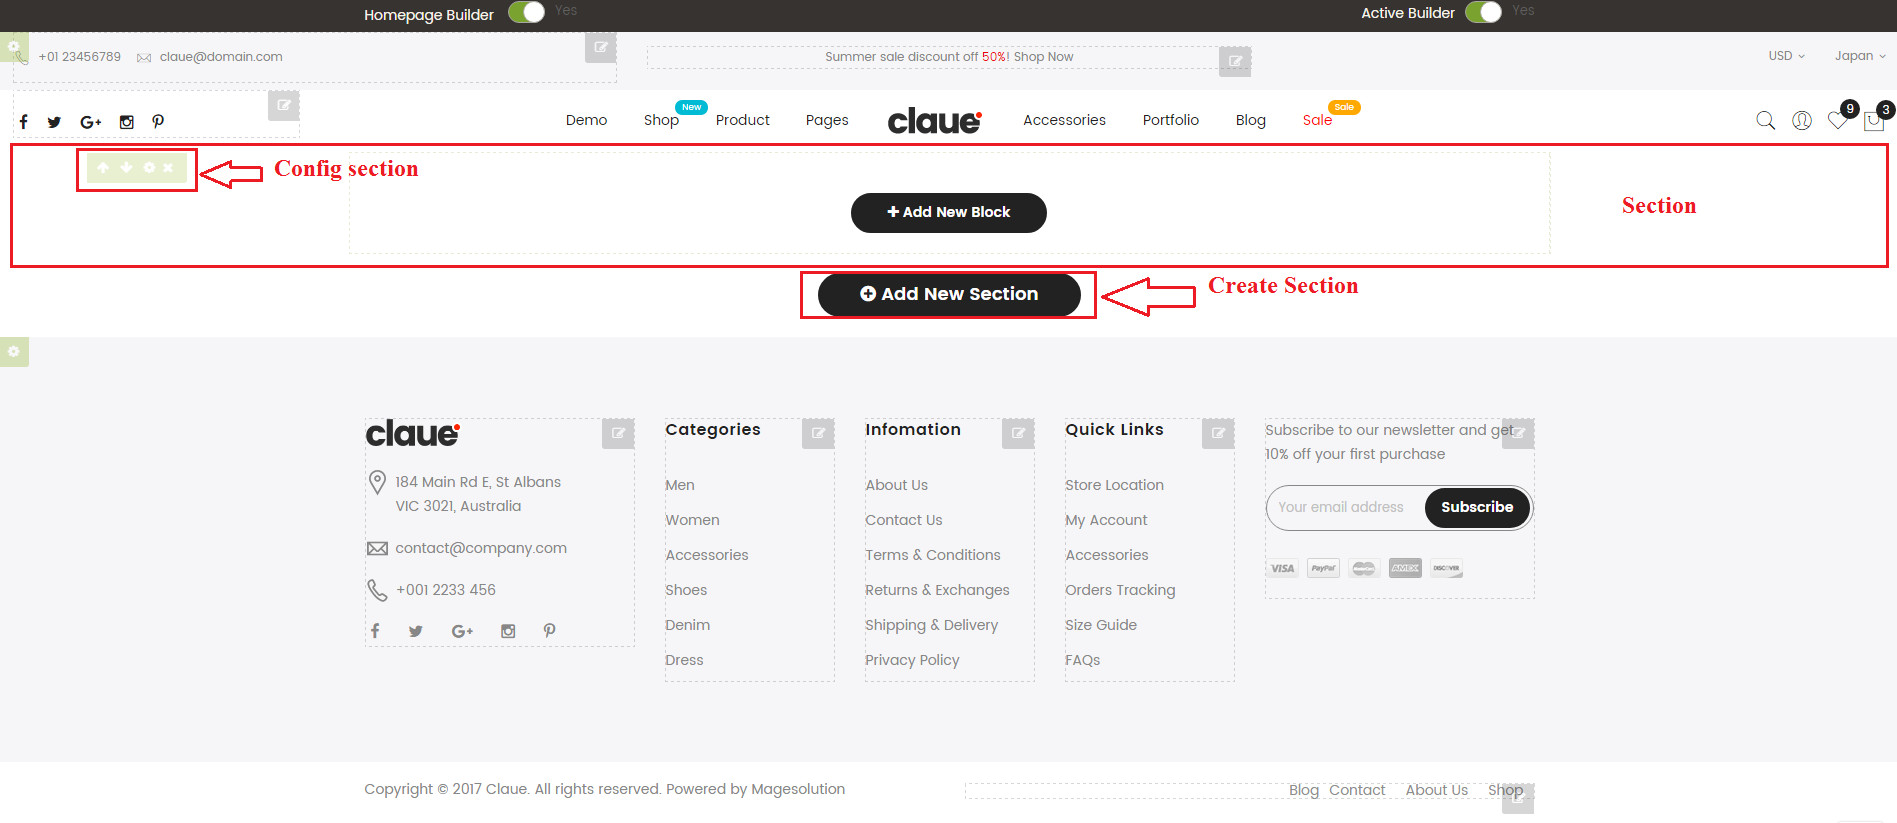 Homepage Builder Yes Active Builder Yes
+01 23456789 claue@domain.com Summer sale discount off 50%! Shop Now USD Japan
New Sale
Demo Shop Product Pages claue Accessories Portfolio Blog Sale 9 3
Config section
Section
Add New Block
Add New Section
Create Section
claue
184 Main Rd E, St Albans
VIC 3021, Australia
contact@company.com
+001 2233 456
Categories
Men
Women
Accessories
Shoes
Denim
Dress
Infomation
About Us
Contact Us
Terms & Conditions
Returns & Exchanges
Shipping & Delivery
Privacy Policy
Quick Links
Store Location
My Account
Accessories
Orders Tracking
Size Guide
FAQs
Subscribe to our newsletter and get
10% off your first purchase
Your email address Subscribe
VISA PayPal MasterCard AMEX DISCOVER
Copyright © 2017 Claue. All rights reserved. Powered by Magesolution
Blog Contact About Us Shop